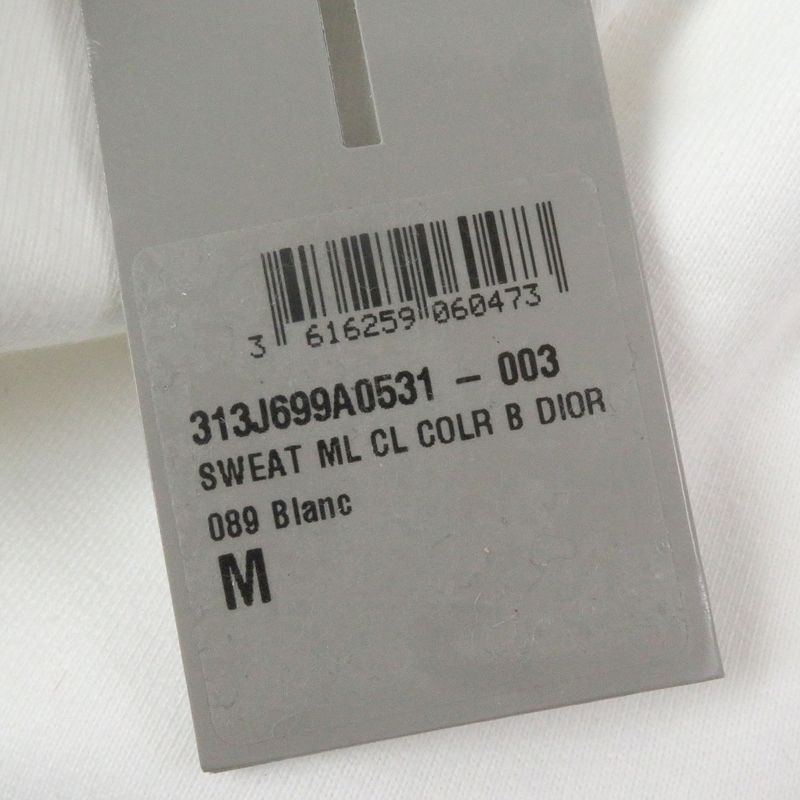 3 616259 060473
313J699A0531 - 003
SWEAT ML CL COLR B DIOR
089 Blanc
M